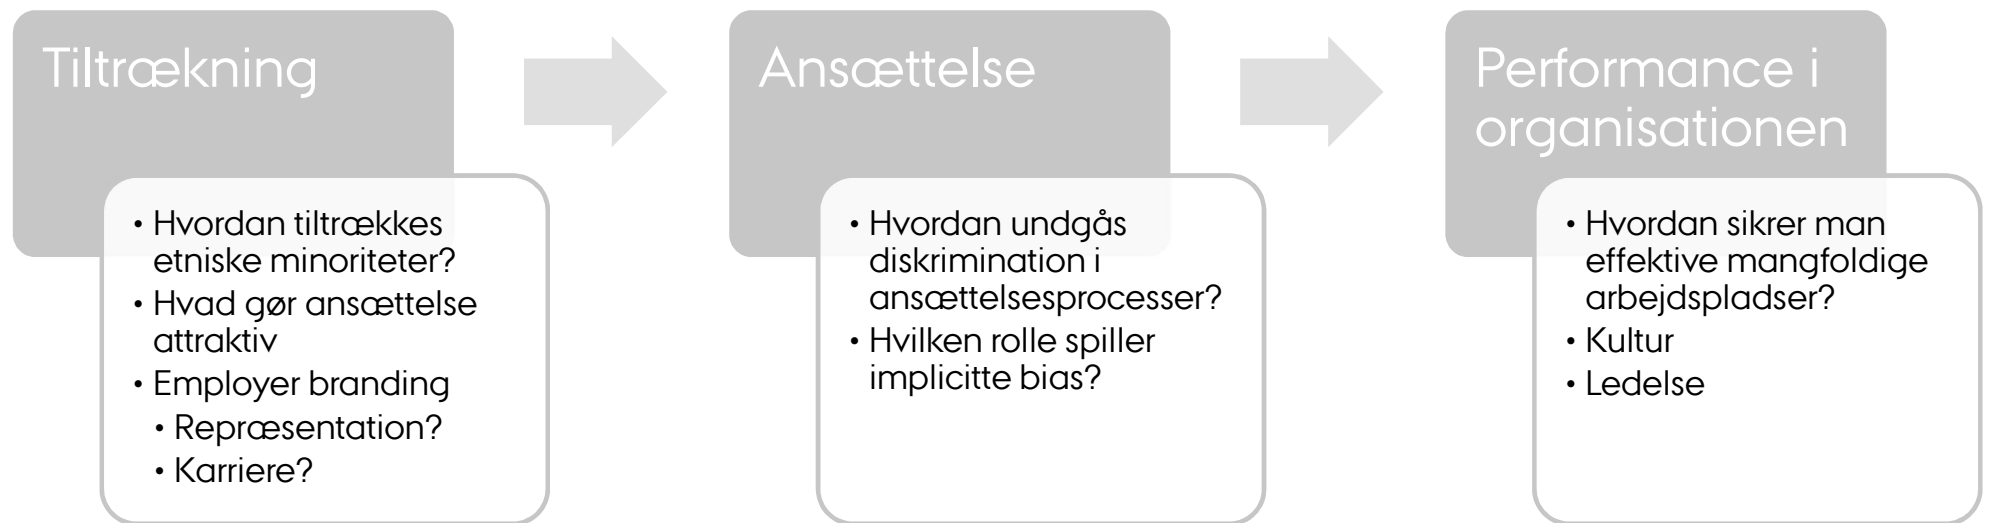 Tiltrækning
• Hvordan tiltrækkes
etniske minoriteter?
• Hvad gør ansættelse
attraktiv
• Employer branding
• Repræsentation?
• Karriere?
Ansættelse
• Hvordan undgås
diskrimination i
ansættelsesprocesser?
• Hvilken rolle spiller
implicitte bias?
Performance i
organisationen
• Hvordan sikrer man
effektive mangfoldige
arbejdspladser?
• Kultur
• Ledelse